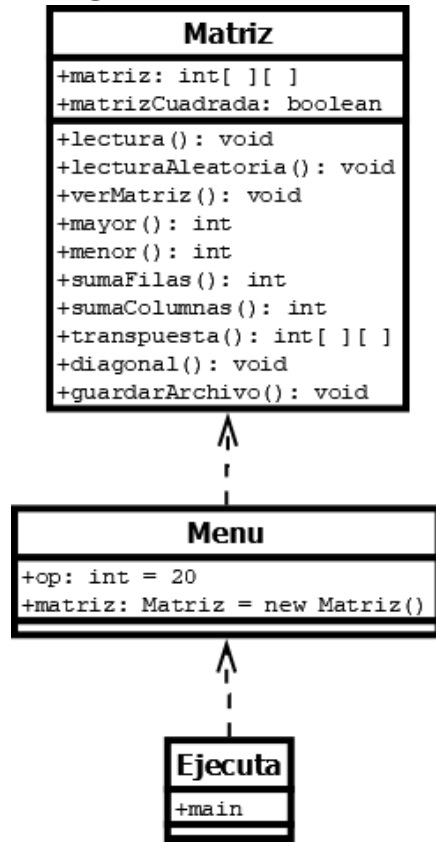 Matriz
+matriz: int[ ][ ]
+matrizCuadrada: boolean
+lectura(): void
+lecturaAleatoria(): void
+verMatriz(): void
+mayor(): int
+menor(): int
+sumaFilas(): int
+sumaColumnas(): int
+transpuesta(): int[ ][ ]
+diagonal(): void
+guardarArchivo(): void
Menu
+op: int = 20
+matriz: Matriz = new Matriz()
Ejecuta
+main